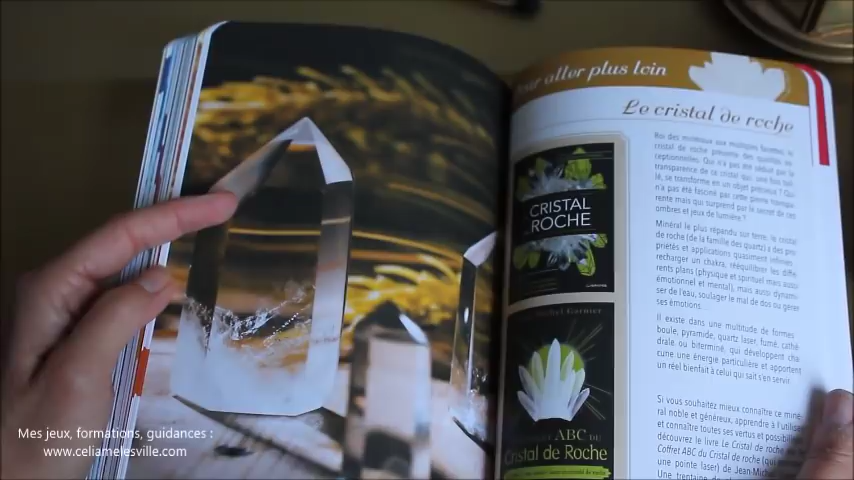 Pour aller plus loin
Le cristal de roche
CRISTAL
DE ROCHE
Garnier
ABC DU
Cristal de Roche
Roi des minéraux aux multiples facettes, le
cristal de roche présente des qualités ex-
ceptionnelles. Qui n'a pas été séduit par la
transparence de ce cristal qui, une fois tail-
lé, se transforme en un objet précieux ? Qui
n'a pas été fasciné par cette pierre transpa-
rente mais qui surprend par la secret de ces
ombres et jeux de lumière ?
Minéral le plus répandu sur terre, le cristal
de roche (de la famille des quartz) a des pro-
priétés et applications quasiment infinies :
recharger un chakra, rééquilibrer les diffé-
rents plans (physique et spirituel mais aussi
émotionnel et mental), mais aussi dynami-
ser de l'eau, soulager le mal de dos ou gérer
ses émotions...
Il existe dans une multitude de formes :
boule, pyramide, quartz laser, fumé, cathé-
drale ou biterminé, qui développent cha-
cune une énergie particulière et apportent
un réel bienfait à celui qui sait s'en servir.
Si vous souhaitez mieux connaître ce miné-
ral noble et généreux, apprendre à l'utiliser
et connaître toutes ses vertus et possibilités,
découvrez le livre Le Cristal de roche
Coffret ABC du Cristal de Roche (qui
une pointe laser) de Jean-Michel
Une trentaine de
Mes jeux, formations, guidances :
www.celiamelesville.com